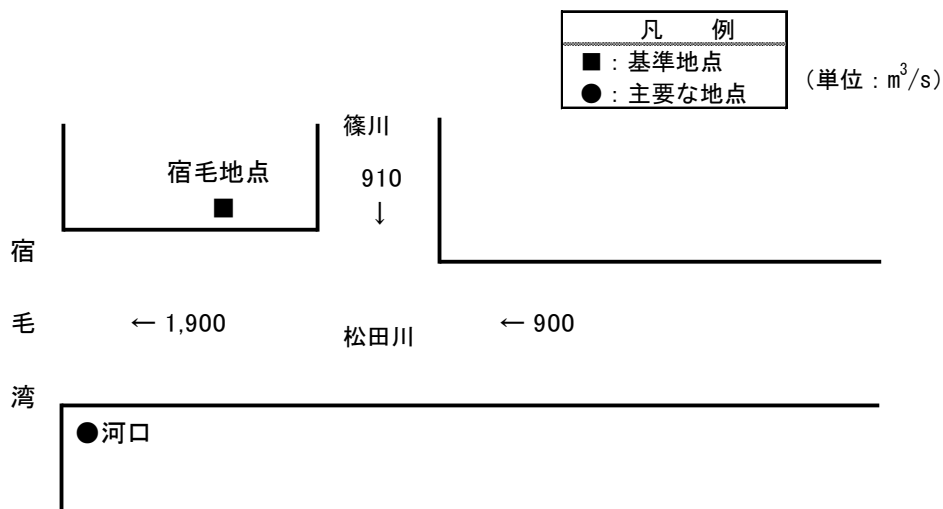 凡 例
■：基準地点
●：主要な地点
（単位：m³/s）
篠川
宿毛地点
910
■
↓
宿
毛
湾
← 1,900
松田川
← 900
●河口